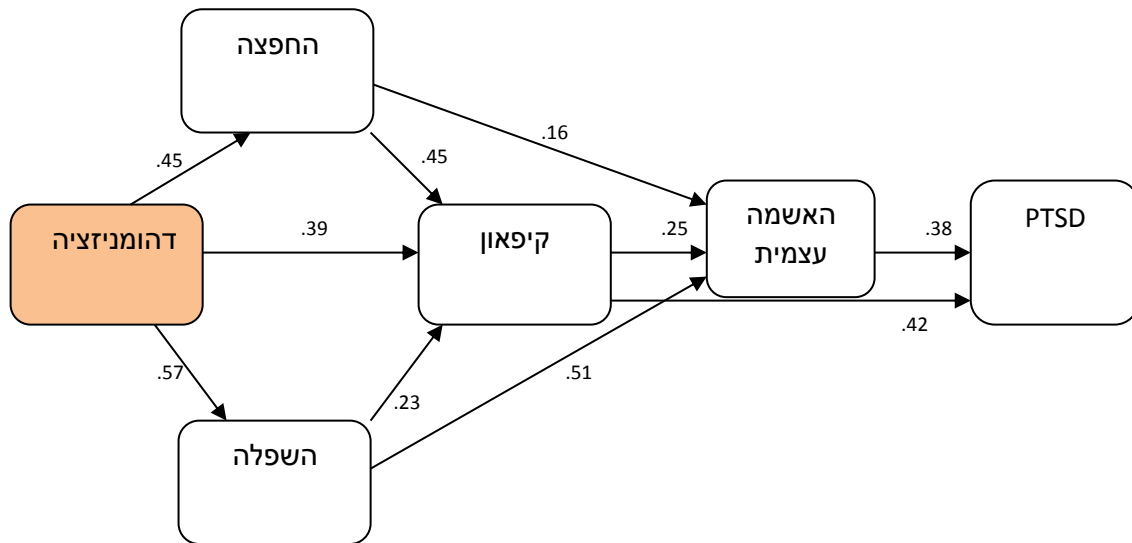 החפצה
.16
.45
.45
דהומניזציה
.39
קיפאון
.25
האשמה
עצמית
.38
PTSD
.42
.57
.23
.51
השפלה